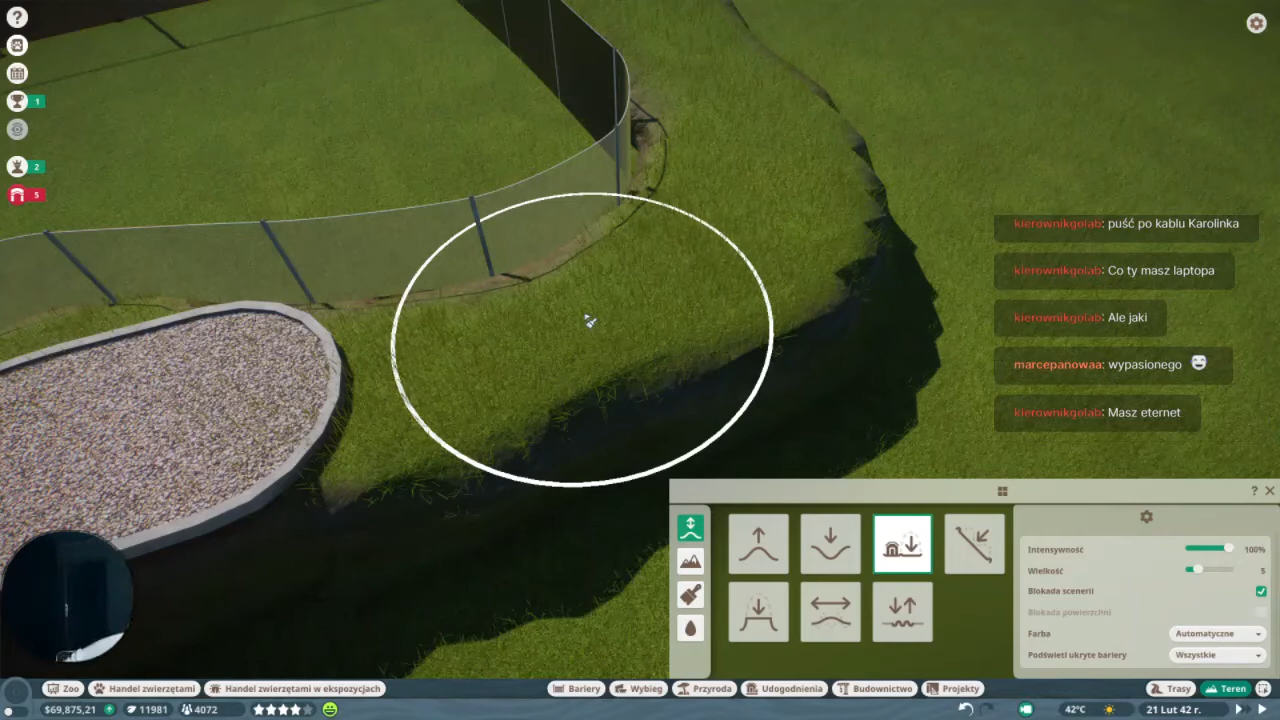 ?
1
2
5
kierownikgolab: puść po kablu Karolinka
kierownikgolab: Co ty masz laptopa
kierownikgolab: Ale jaki
marcepanowaa: wypasionego
kierownikgolab: Masz eternet
? ×
Intensywność 100%
Wielkość 5
Blokada scenerii
Blokada powierzchni
Farba Automatyczne
Podświetl ukryte bariery Wszystkie
Zoo Handel zwierzętami Handel zwierzętami w ekspozycjach Bariery Wybieg Przyroda Udogodnienia Budownictwo Projekty Trasy Teren
$69,875,21 11981 4072 42°C 21 Lut 42 r.